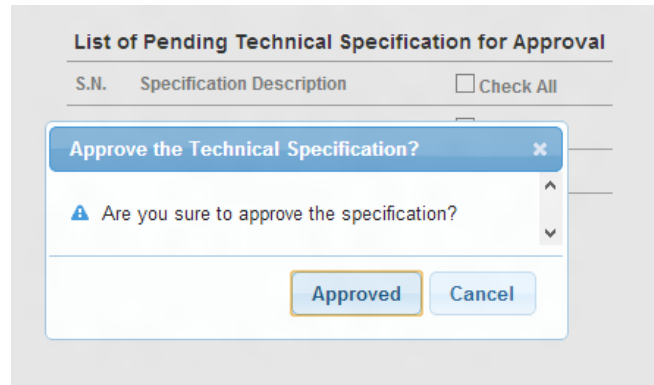 List of Pending Technical Specification for Approval
S.N. Specification Description Check All
Approve the Technical Specification?
Are you sure to approve the specification?
Approved Cancel